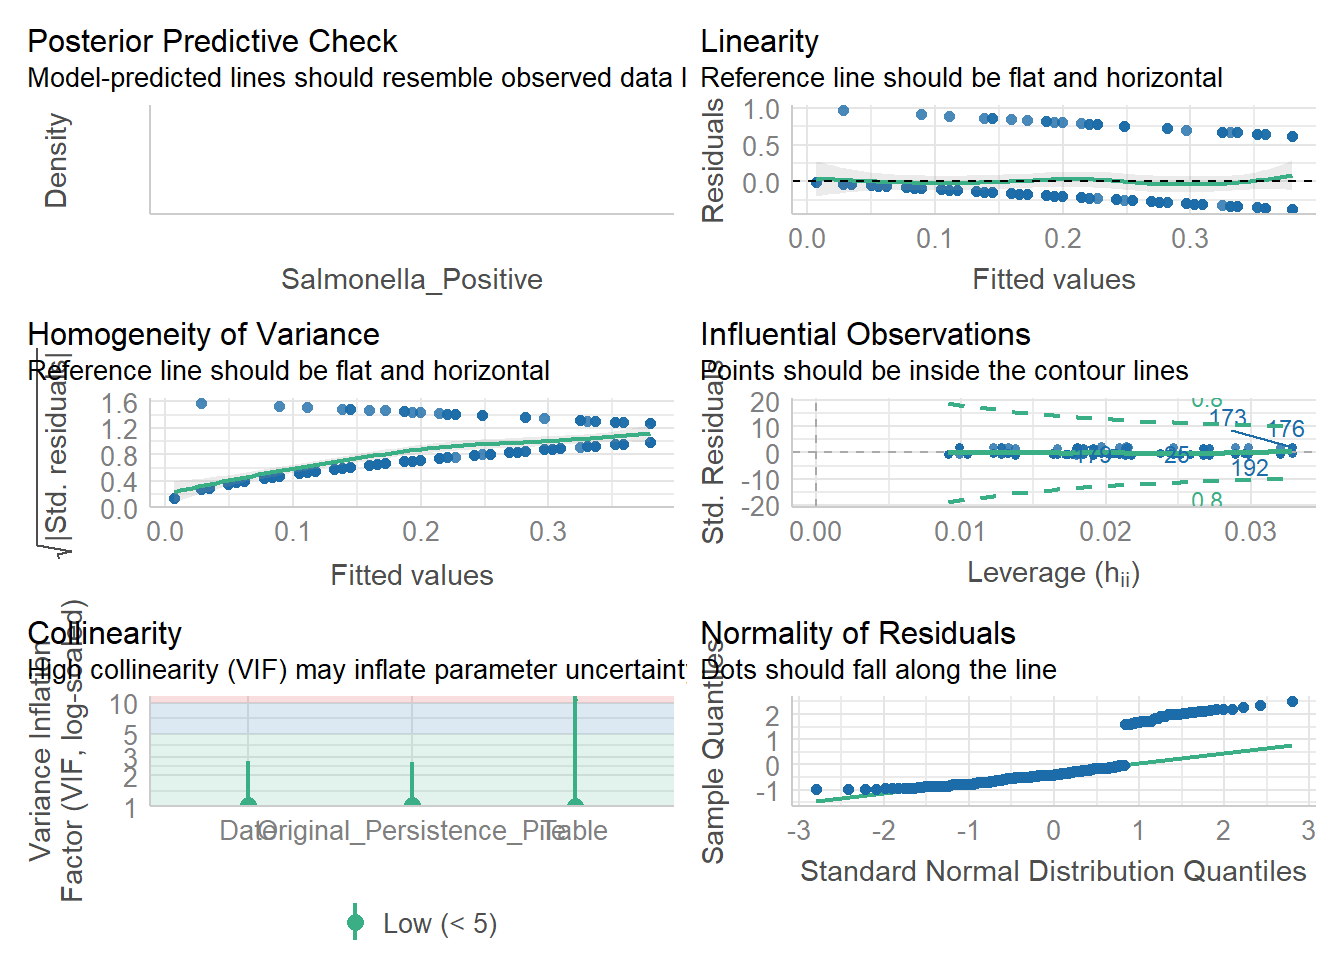 Posterior Predictive Check
Model-predicted lines should resemble observed data l
Density
Salmonella_Positive
Linearity
Reference line should be flat and horizontal
Residuals
1.0
0.5
0.0
0.0 0.1 0.2 0.3
Fitted values
Homogeneity of Variance
Reference line should be flat and horizontal
√|Std. residuals|
1.6
1.2
0.8
0.4
0.0
0.0 0.1 0.2 0.3
Fitted values
Influential Observations
Points should be inside the contour lines
Std. Residuals
20
10
0
-10
-20
0.8
173
176
25
192
0.8
0.00 0.01 0.02 0.03
Leverage (hii)
Collinearity
High collinearity (VIF) may inflate parameter uncertainty
Variance Inflation
Factor (VIF, log-scaled)
10
5
3
2
1
Date Original_Persistence_Pile Table
Low (< 5)
Normality of Residuals
Dots should fall along the line
Sample Quantiles
2
1
0
-1
-3 -2 -1 0 1 2 3
Standard Normal Distribution Quantiles